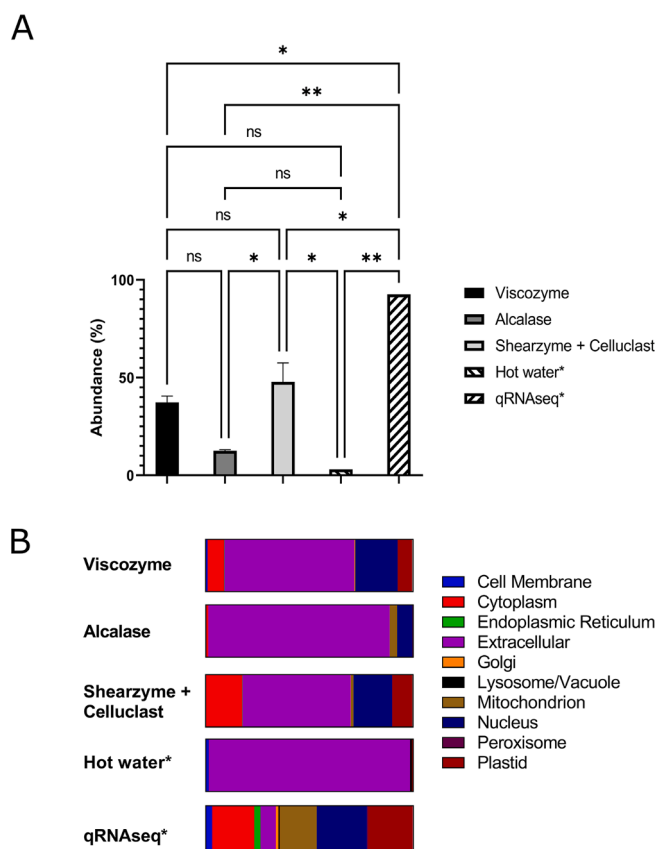 A
*
**
ns
ns
ns
*
ns
*
*
**
100
50
0
Abundance (%)
Viscozyme
Alcalase
Shearzyme + Celluclast
Hot water*
qRNAseq*
B
Viscozyme
Alcalase
Shearzyme +
Celluclast
Hot water*
qRNAseq*
Cell Membrane
Cytoplasm
Endoplasmic Reticulum
Extracellular
Golgi
Lysosome/Vacuole
Mitochondrion
Nucleus
Peroxisome
Plastid